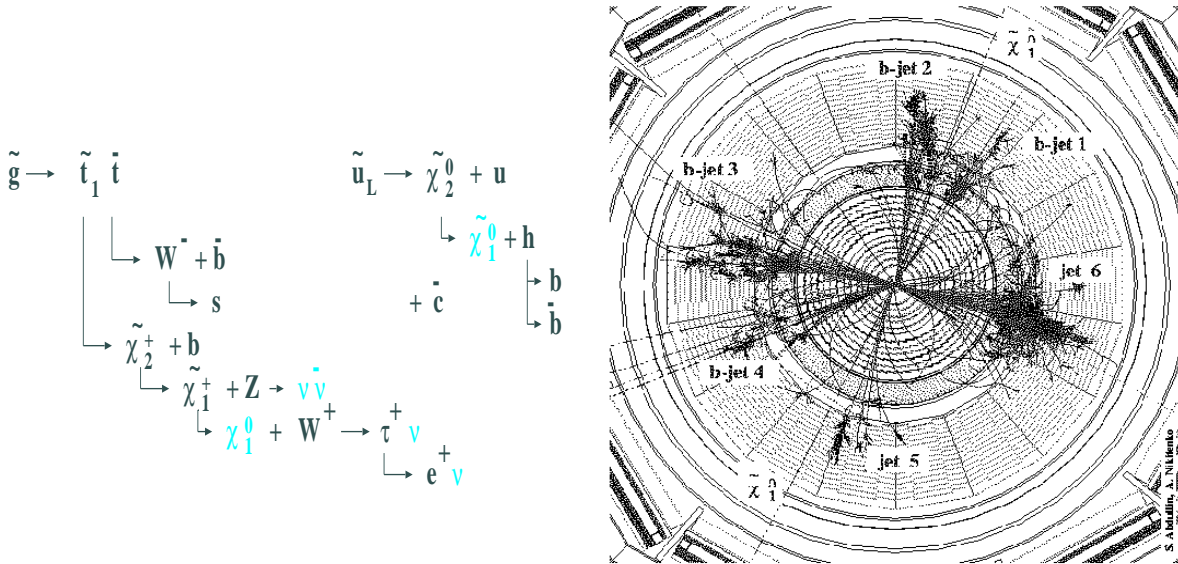 g̃ → t̃₁ t̄
W⁻ + b̄
s
χ̃₂⁺ + b
χ̃₁⁺ + Z → ν ν̄
χ₁⁰ + W⁺ → τ⁺ ν
e⁺ ν
ũ_L → χ̃₂⁰ + u
χ̃₁⁰ + h
b
+ c̄
b̄
χ̃₁⁰
b-jet 2
b-jet 1
b-jet 3
jet 6
b-jet 4
jet 5
χ̃₁⁰
S. Abdullin, A. Nikitenko